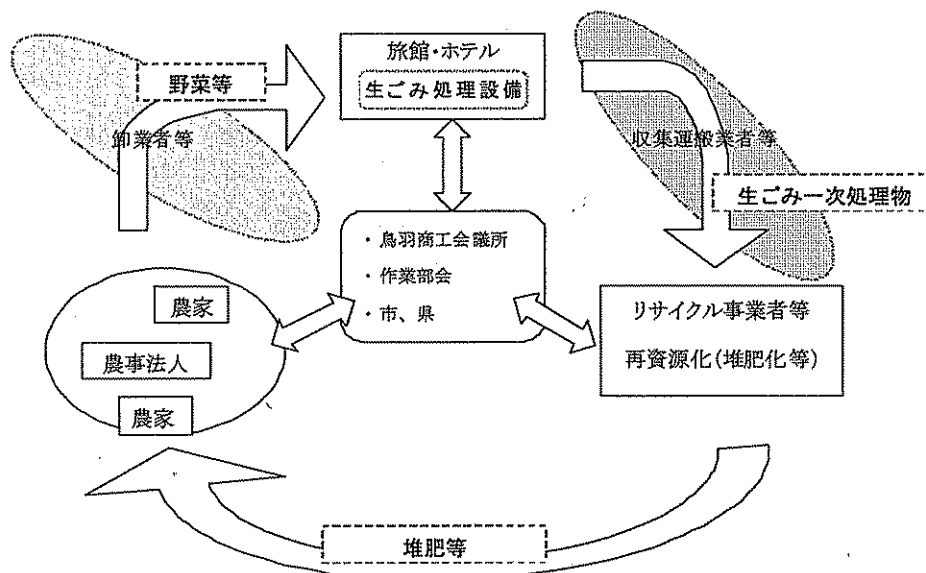 旅館・ホテル
生ごみ処理設備
野菜等
卸業者等
収集運搬業者等
生ごみ一次処理物
・鳥羽商工会議所
・作業部会
・市、県
農家
農事法人
農家
リサイクル事業者等
再資源化(堆肥化等)
堆肥等